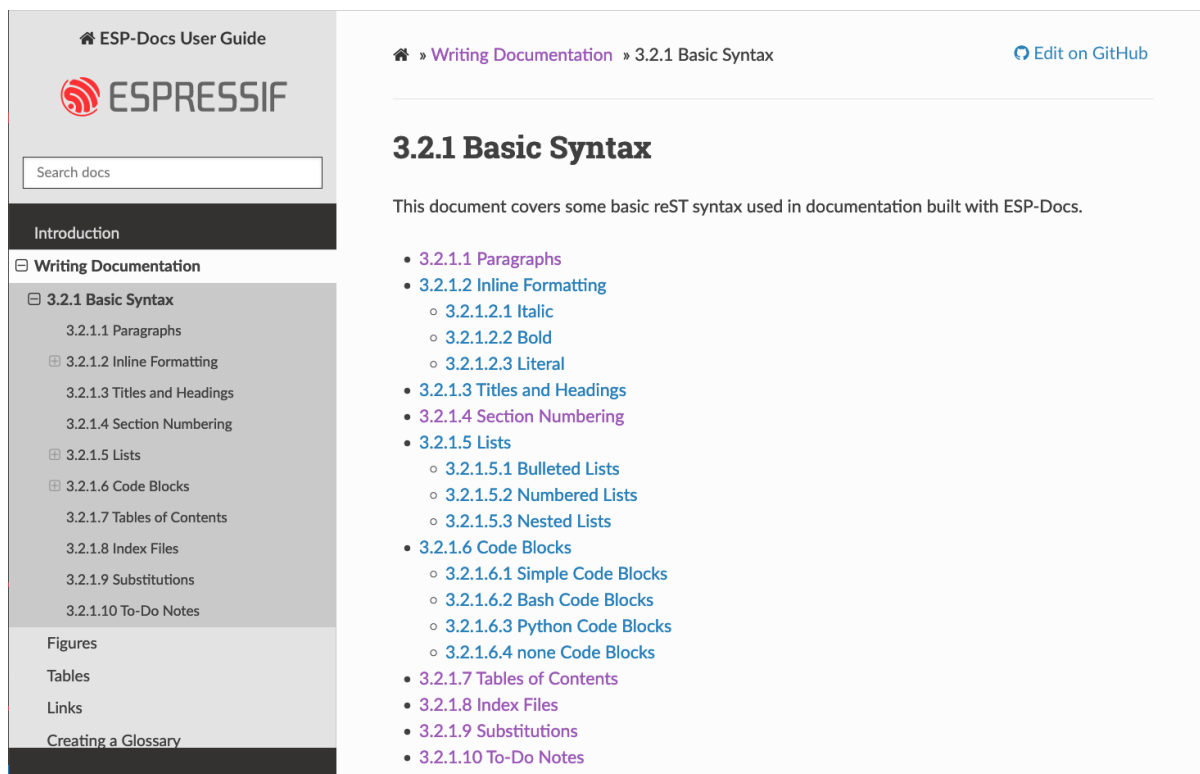 ESP-Docs User Guide
ESPRESSIF
Search docs
Introduction
Writing Documentation
3.2.1 Basic Syntax
3.2.1.1 Paragraphs
3.2.1.2 Inline Formatting
3.2.1.3 Titles and Headings
3.2.1.4 Section Numbering
3.2.1.5 Lists
3.2.1.6 Code Blocks
3.2.1.7 Tables of Contents
3.2.1.8 Index Files
3.2.1.9 Substitutions
3.2.1.10 To-Do Notes
Figures
Tables
Links
Creating a Glossary
» Writing Documentation » 3.2.1 Basic Syntax
Edit on GitHub
3.2.1 Basic Syntax
This document covers some basic reST syntax used in documentation built with ESP-Docs.
• 3.2.1.1 Paragraphs
• 3.2.1.2 Inline Formatting
◦ 3.2.1.2.1 Italic
◦ 3.2.1.2.2 Bold
◦ 3.2.1.2.3 Literal
• 3.2.1.3 Titles and Headings
• 3.2.1.4 Section Numbering
• 3.2.1.5 Lists
◦ 3.2.1.5.1 Bulleted Lists
◦ 3.2.1.5.2 Numbered Lists
◦ 3.2.1.5.3 Nested Lists
• 3.2.1.6 Code Blocks
◦ 3.2.1.6.1 Simple Code Blocks
◦ 3.2.1.6.2 Bash Code Blocks
◦ 3.2.1.6.3 Python Code Blocks
◦ 3.2.1.6.4 none Code Blocks
• 3.2.1.7 Tables of Contents
• 3.2.1.8 Index Files
• 3.2.1.9 Substitutions
• 3.2.1.10 To-Do Notes